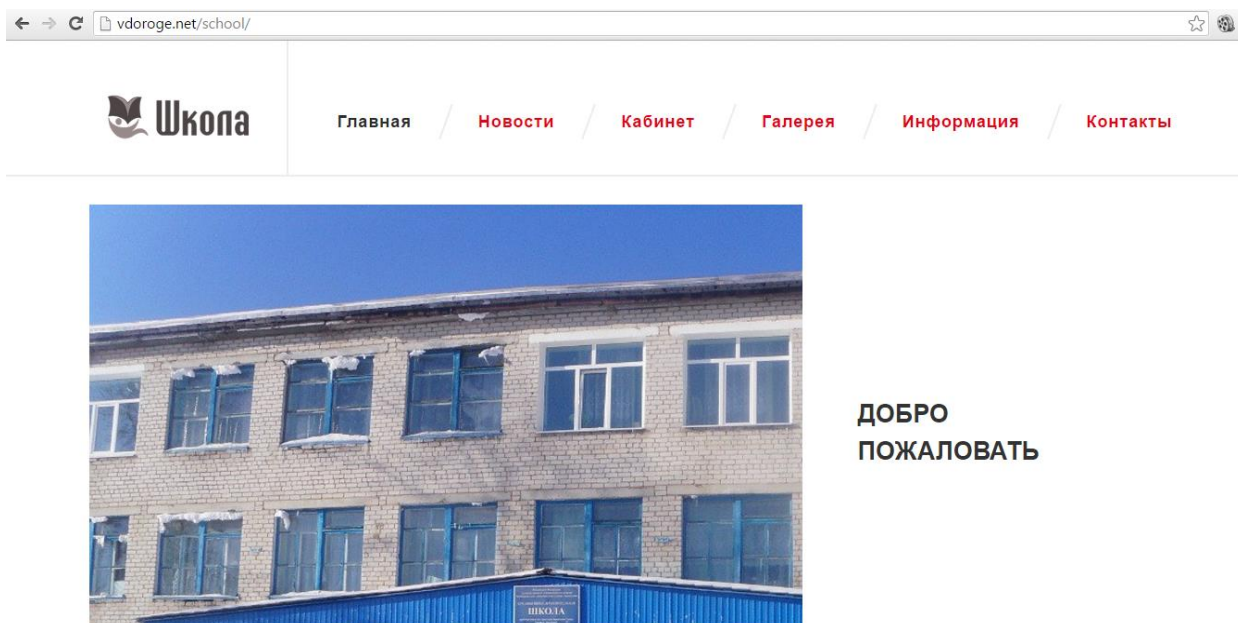 vdoroge.net/school/
Школа
Главная
Новости
Кабинет
Галерея
Информация
Контакты
ДОБРО
ПОЖАЛОВАТЬ
ШКОЛА